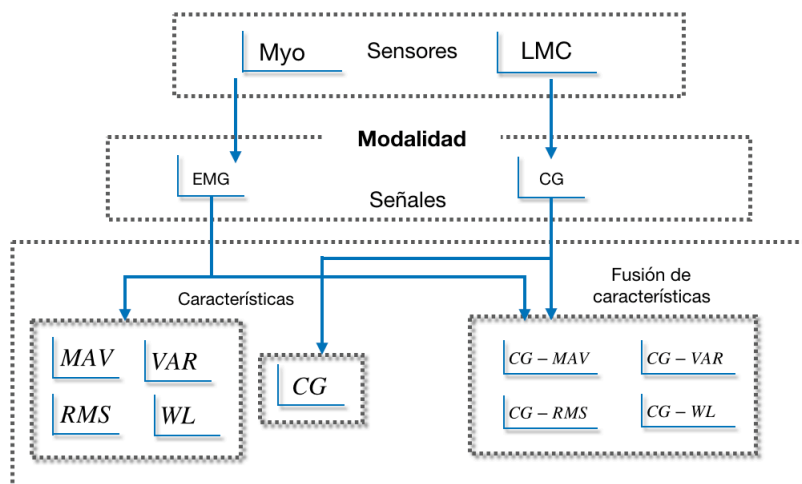 Myo Sensores LMC
Modalidad
EMG CG
Señales
Fusión de
Características características
MAV VAR
RMS WL
CG
CG – MAV CG – VAR
CG – RMS CG – WL